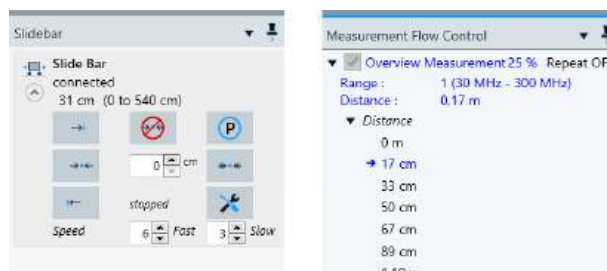 Slidebar
Slide Bar
connected
31 cm (0 to 540 cm)
P
0 cm
stopped
Speed 6 Fast 3 Slow
Measurement Flow Control
Overview Measurement 25 % Repeat OF
Range : 1 (30 MHz - 300 MHz)
Distance : 0,17 m
Distance
0 m
17 cm
33 cm
50 cm
67 cm
89 cm